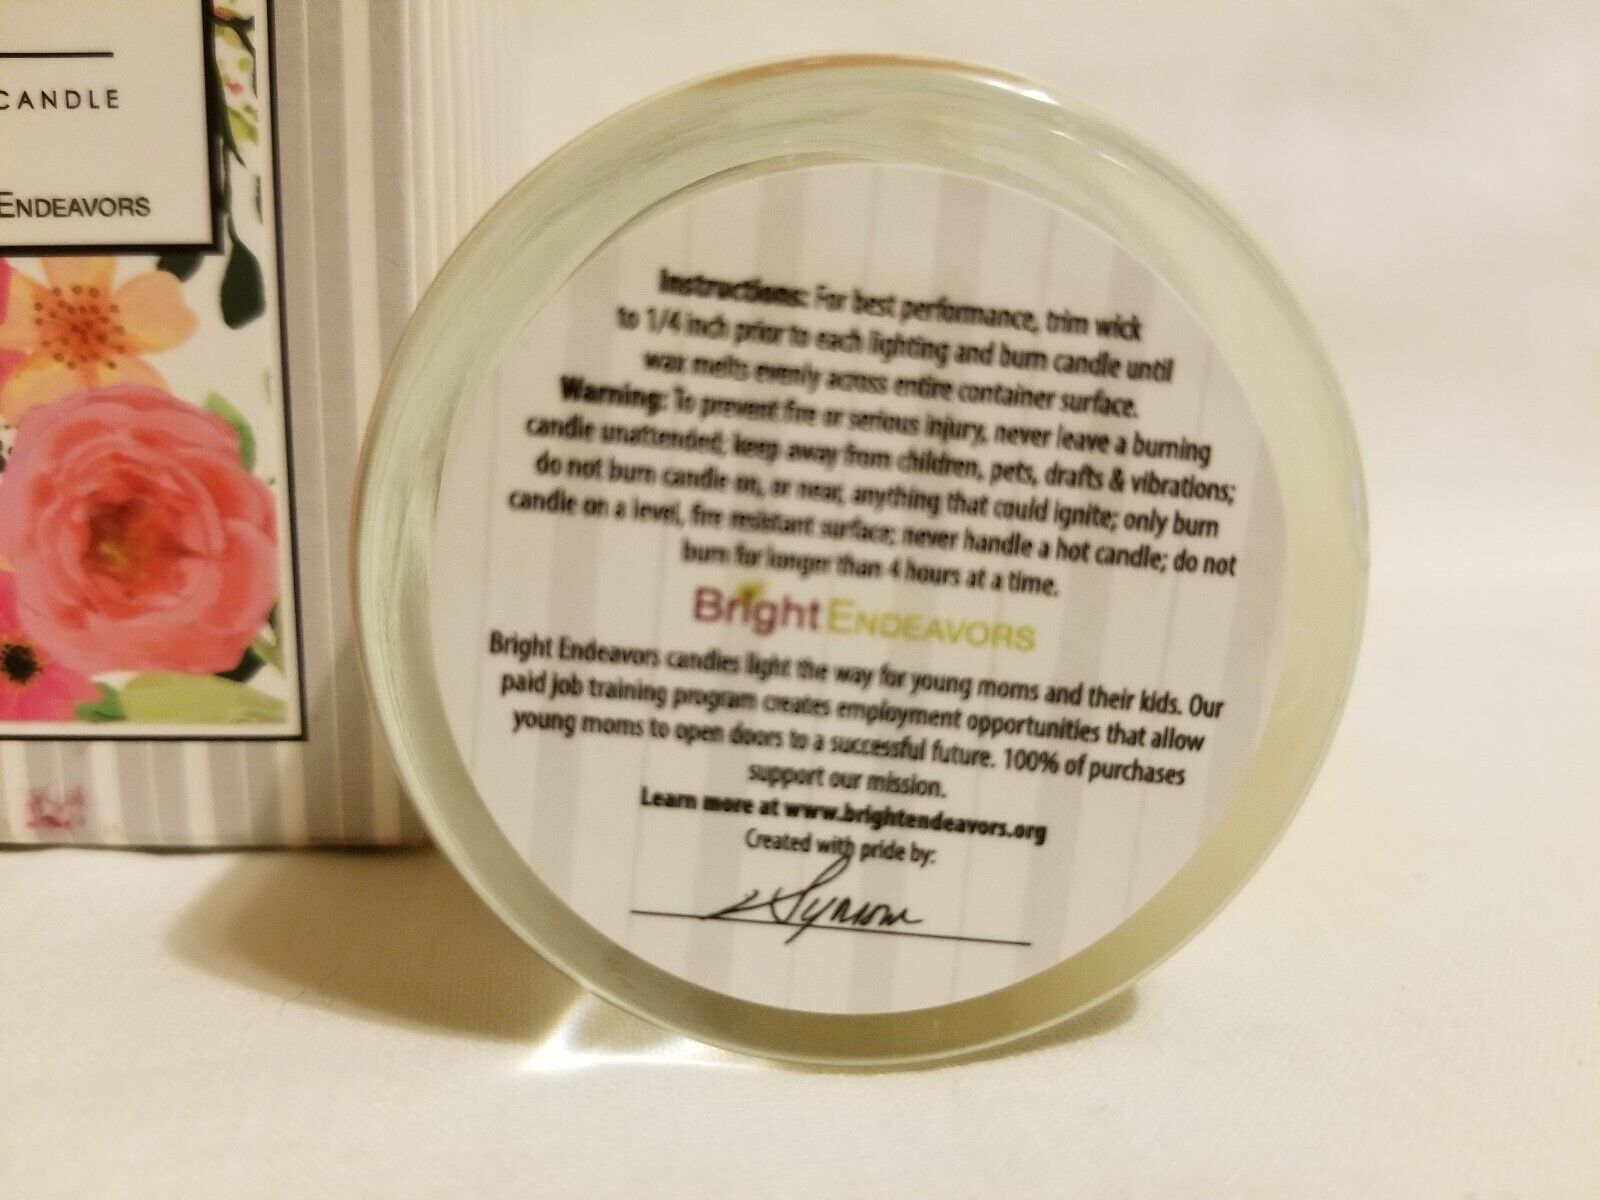 CANDLE
ENDEAVORS
Instructions: For best performance, trim wick
to 1/4 inch prior to each lighting and burn candle until
wax melts evenly across entire container surface.
Warning: To prevent fire or serious injury, never leave a burning
candle unattended; keep away from children, pets, drafts & vibrations;
do not burn candle on, or near, anything that could ignite; only burn
candle on a level, fire resistant surface; never handle a hot candle; do not
burn for longer than 4 hours at a time.
Bright ENDEAVORS
Bright Endeavors candles light the way for young moms and their kids. Our
paid job training program creates employment opportunities that allow
young moms to open doors to a successful future. 100% of purchases
support our mission.
Learn more at www.brightendeavors.org
Created with pride by: